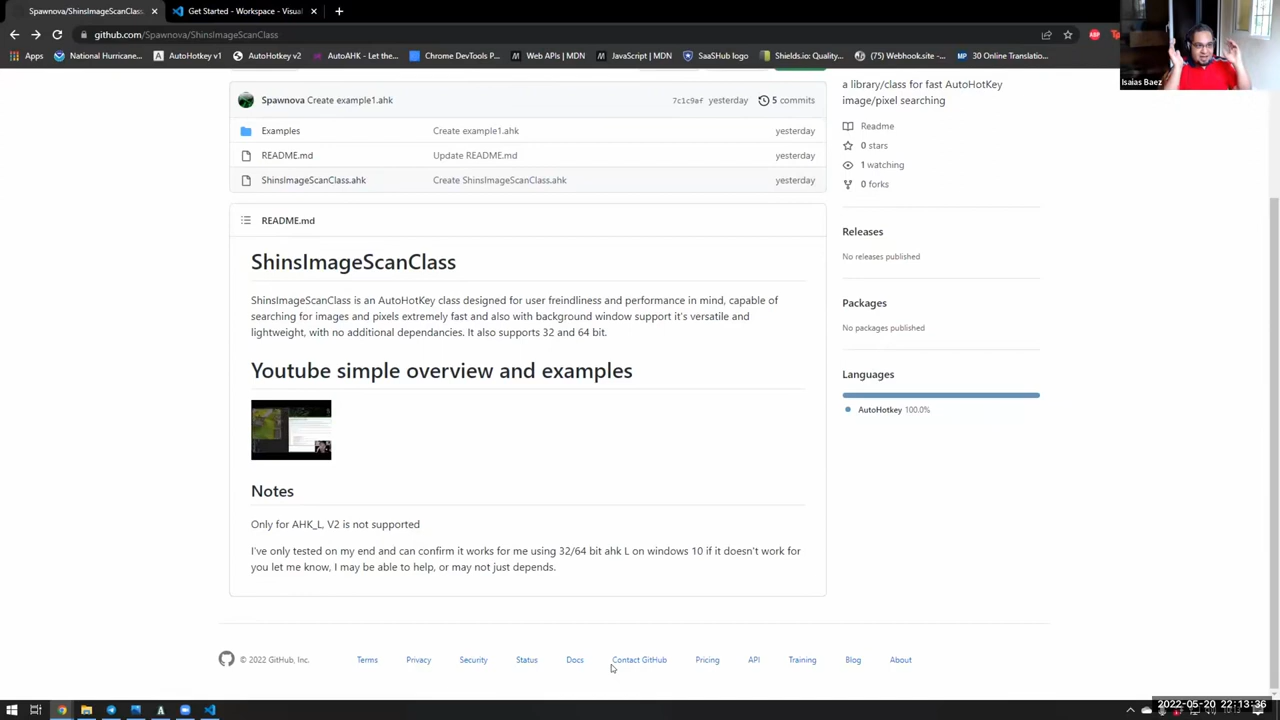 Spawnova/ShinsImageScanClass
Get Started - Workspace - Visual
github.com/Spawnova/ShinsImageScanClass
Apps
National Hurricane...
AutoHotkey v1
AutoHotkey v2
AutoAHK - Let the...
Chrome DevTools P...
Web APIs | MDN
JavaScript | MDN
SaaSHub logo
Shields.io: Quality...
(75) Webhook.site -...
30 Online Translation...
ABP
MP
Isaias Baez
Spawnova Create example1.ahk
7c1c9af yesterday
5 commits
Examples
Create example1.ahk
yesterday
README.md
Update README.md
yesterday
ShinsImageScanClass.ahk
Create ShinsImageScanClass.ahk
yesterday
README.md
ShinsImageScanClass
ShinsImageScanClass is an AutoHotKey class designed for user freindliness and performance in mind, capable of
searching for images and pixels extremely fast and also with background window support it's versatile and
lightweight, with no additional dependancies. It also supports 32 and 64 bit.
Youtube simple overview and examples
Notes
Only for AHK_L, V2 is not supported
I've only tested on my end and can confirm it works for me using 32/64 bit ahk L on windows 10 if it doesn't work for
you let me know, I may be able to help, or may not just depends.
a library/class for fast AutoHotKey
image/pixel searching
Readme
0 stars
1 watching
0 forks
Releases
No releases published
Packages
No packages published
Languages
AutoHotkey 100.0%
© 2022 GitHub, Inc.
Terms
Privacy
Security
Status
Docs
Contact GitHub
Pricing
API
Training
Blog
About
2022-05-20 22:13:36